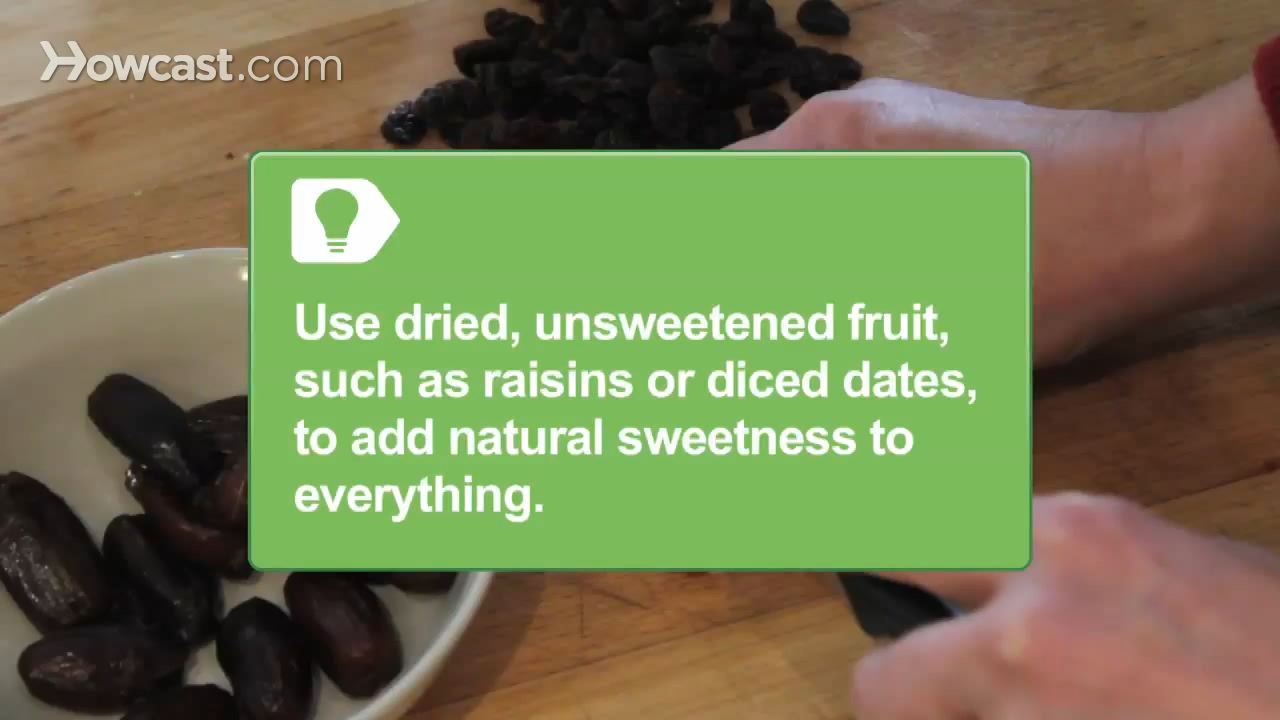 Howcast.com
Use dried, unsweetened fruit,
such as raisins or diced dates,
to add natural sweetness to
everything.